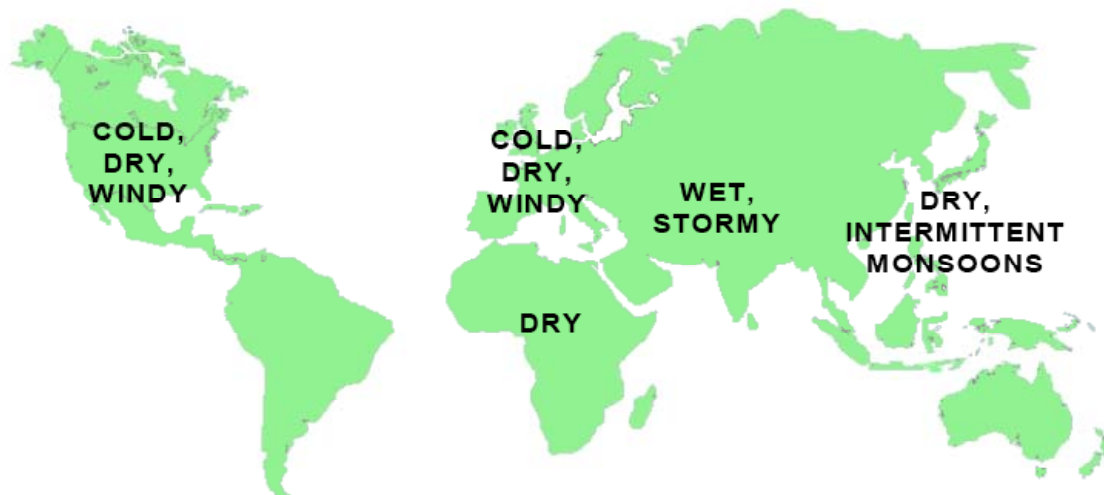 COLD,
DRY,
WINDY
COLD,
DRY,
WINDY
WET,
STORMY
DRY,
INTERMITTENT
MONSOONS
DRY